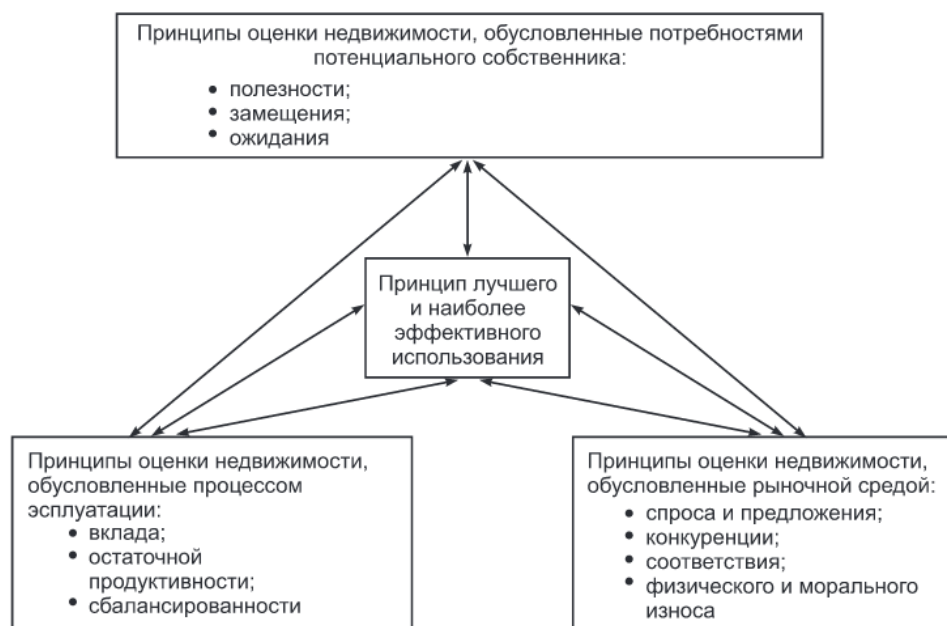 Принципы оценки недвижимости, обусловленные потребностями
потенциального собственника:
• полезности;
• замещения;
• ожидания
Принцип лучшего
и наиболее
эффективного
использования
Принципы оценки недвижимости,
обусловленные процессом
эсплуатации:
• вклада;
• остаточной
продуктивности;
• сбалансированности
Принципы оценки недвижимости,
обусловленные рыночной средой:
• спроса и предложения;
• конкуренции;
• соответствия;
• физического и морального
износа